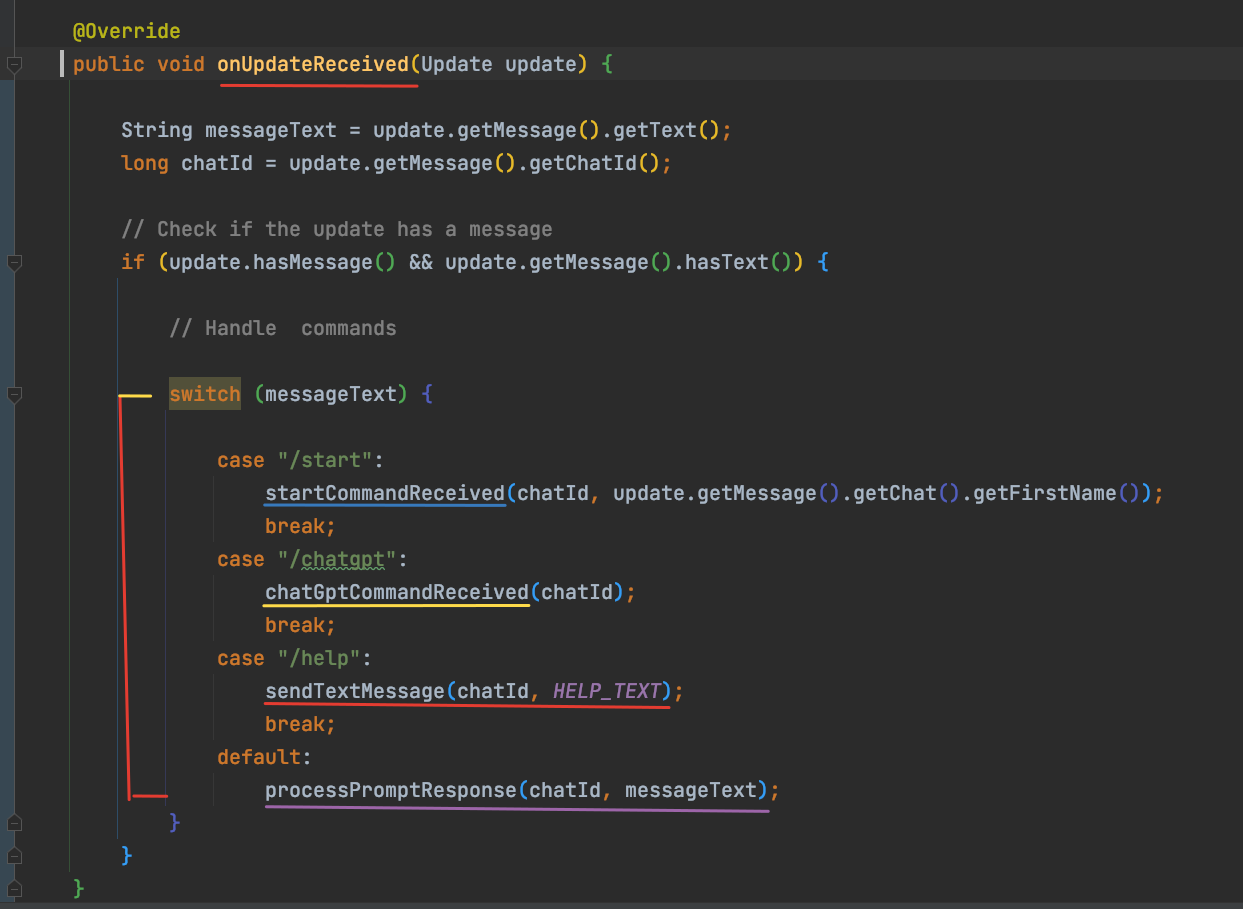 @Override
public void onUpdateReceived(Update update) {
String messageText = update.getMessage().getText();
long chatId = update.getMessage().getChatId();
// Check if the update has a message
if (update.hasMessage() && update.getMessage().hasText()) {
// Handle  commands
switch (messageText) {
case "/start":
startCommandReceived(chatId, update.getMessage().getChat().getFirstName());
break;
case "/chatgpt":
chatGptCommandReceived(chatId);
break;
case "/help":
sendTextMessage(chatId, HELP_TEXT);
break;
default:
processPromptResponse(chatId, messageText);
}
}
}